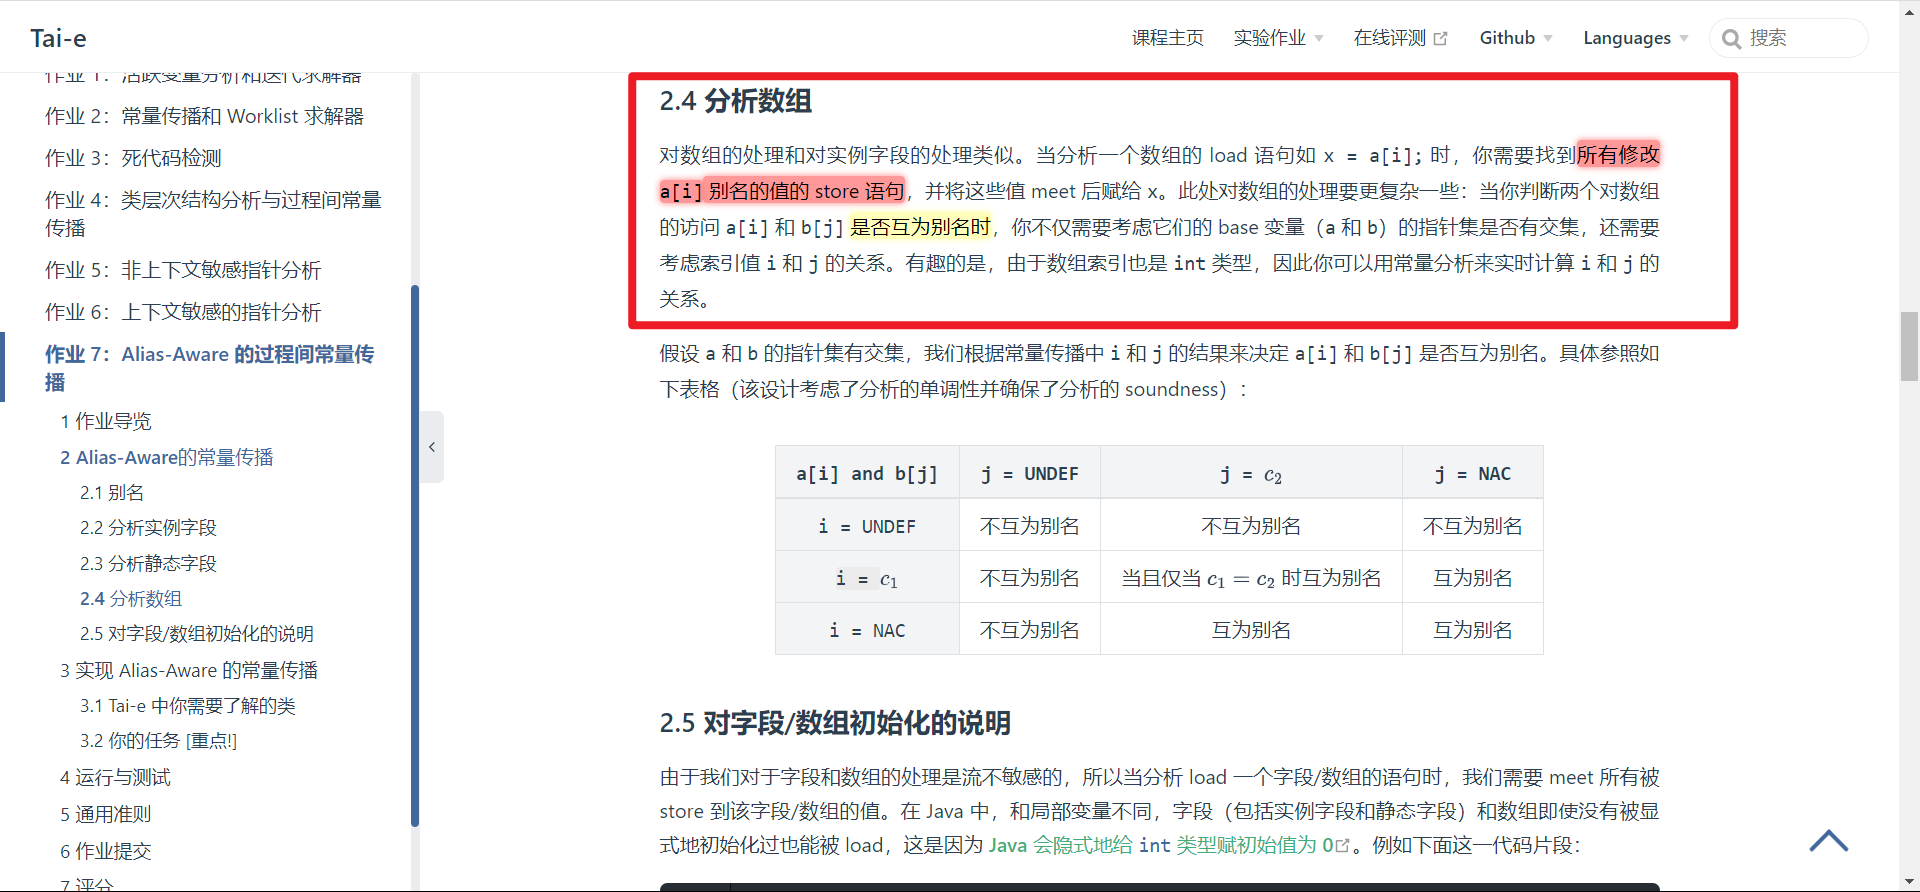 Tai-e
课程主页
实验作业
在线评测
Github
Languages
搜索
作业 1：活跃变量分析和迭代求解器
作业 2：常量传播和 Worklist 求解器
作业 3：死代码检测
作业 4：类层次结构分析与过程间常量
传播
作业 5：非上下文敏感指针分析
作业 6：上下文敏感的指针分析
作业 7：Alias-Aware 的过程间常量传
播
1 作业导览
2 Alias-Aware的常量传播
2.1 别名
2.2 分析实例字段
2.3 分析静态字段
2.4 分析数组
2.5 对字段/数组初始化的说明
3 实现 Alias-Aware 的常量传播
3.1 Tai-e 中你需要了解的类
3.2 你的任务 [重点!]
4 运行与测试
5 通用准则
6 作业提交
7 评分
2.4 分析数组
对数组的处理和对实例字段的处理类似。当分析一个数组的 load 语句如 x = a[i]; 时，你需要找到所有修改
a[i] 别名的值的 store 语句，并将这些值 meet 后赋给 x。此处对数组的处理要更复杂一些：当你判断两个对数组
的访问 a[i] 和 b[j] 是否互为别名时，你不仅需要考虑它们的 base 变量（a 和 b）的指针集是否有交集，还需要
考虑索引值 i 和 j 的关系。有趣的是，由于数组索引也是 int 类型，因此你可以用常量分析来实时计算 i 和 j 的
关系。
假设 a 和 b 的指针集有交集，我们根据常量传播中 i 和 j 的结果来决定 a[i] 和 b[j] 是否互为别名。具体参照如
下表格（该设计考虑了分析的单调性并确保了分析的 soundness）：
a[i] and b[j] j = UNDEF j = c₂ j = NAC
i = UNDEF 不互为别名 不互为别名 不互为别名
i = c₁ 不互为别名 当且仅当 c₁ = c₂ 时互为别名 互为别名
i = NAC 不互为别名 互为别名 互为别名
2.5 对字段/数组初始化的说明
由于我们对于字段和数组的处理是流不敏感的，所以当分析 load 一个字段/数组的语句时，我们需要 meet 所有被
store 到该字段/数组的值。在 Java 中，和局部变量不同，字段（包括实例字段和静态字段）和数组即使没有被显
式地初始化过也能被 load，这是因为 Java 会隐式地给 int 类型赋初始值为 0。例如下面这一代码片段：